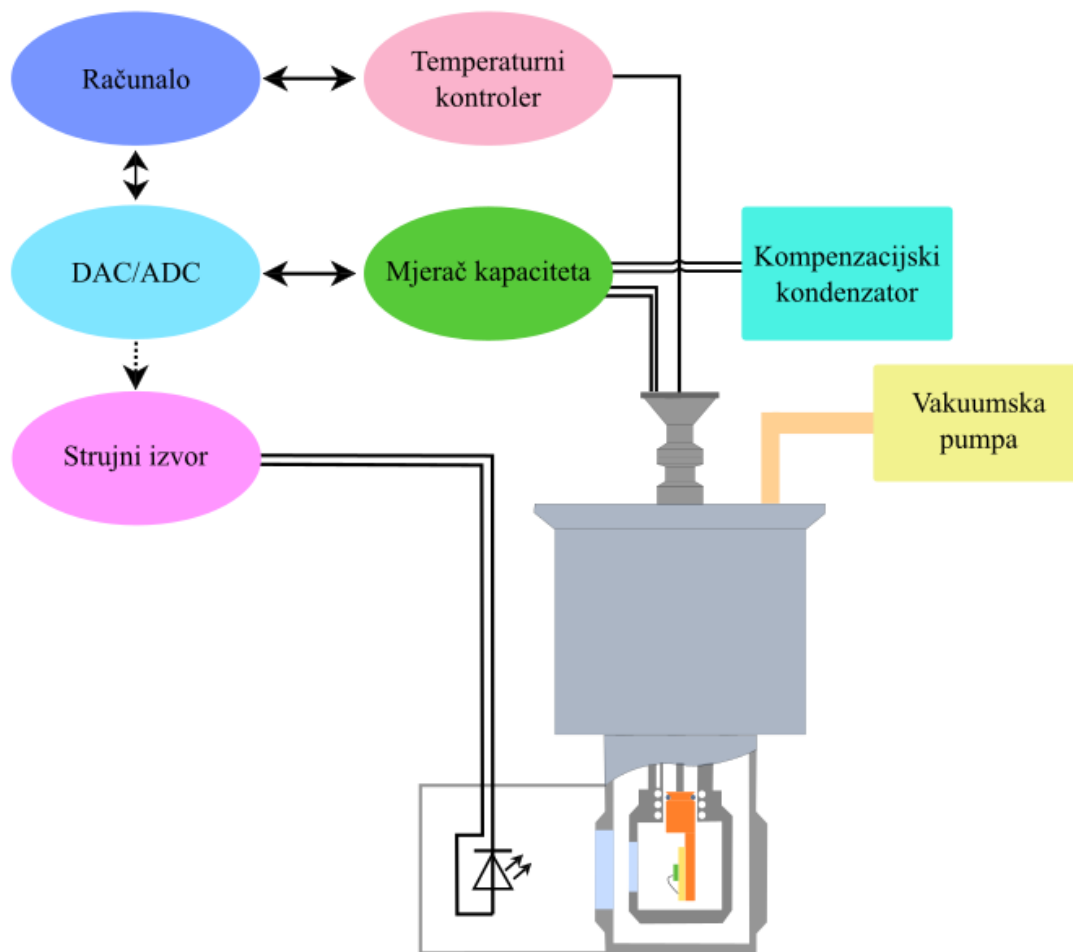 Računalo
Temperaturni
kontroler
DAC/ADC
Mjerač kapaciteta
Kompenzacijski
kondenzator
Strujni izvor
Vakuumska
pumpa